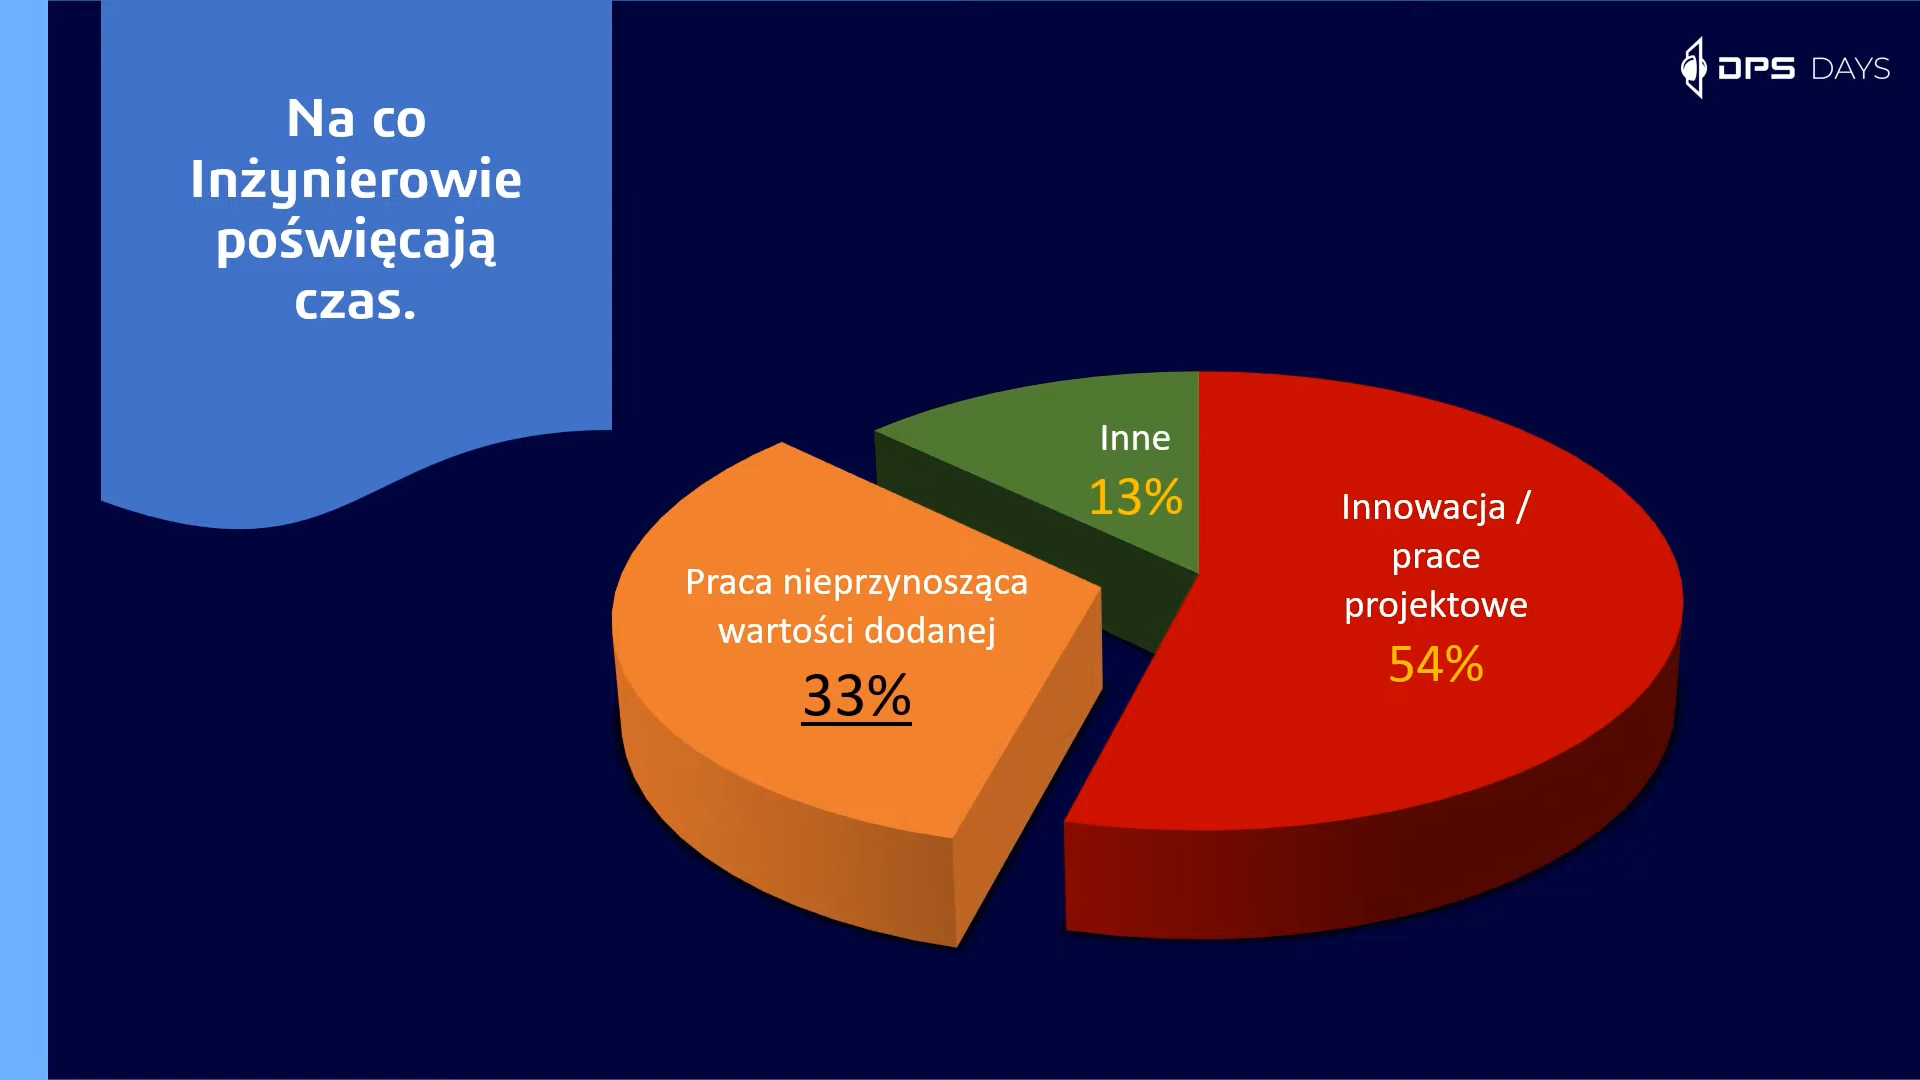 Na co
Inżynierowie
poświęcają
czas.
DPS DAYS
Inne
13%
Innowacja /
prace
projektowe
54%
Praca nieprzynosząca
wartości dodanej
33%